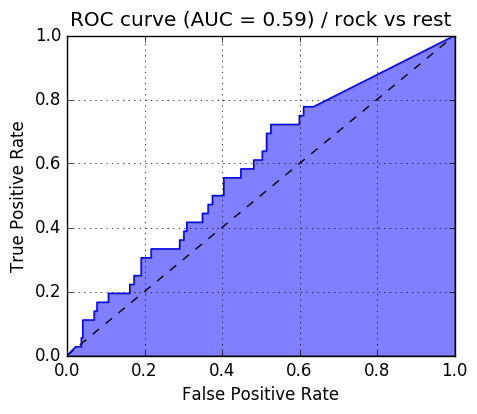 ROC curve (AUC = 0.59) / rock vs rest
1.0
0.8
0.6
0.4
0.2
0.0
True Positive Rate
0.0 0.2 0.4 0.6 0.8 1.0
False Positive Rate